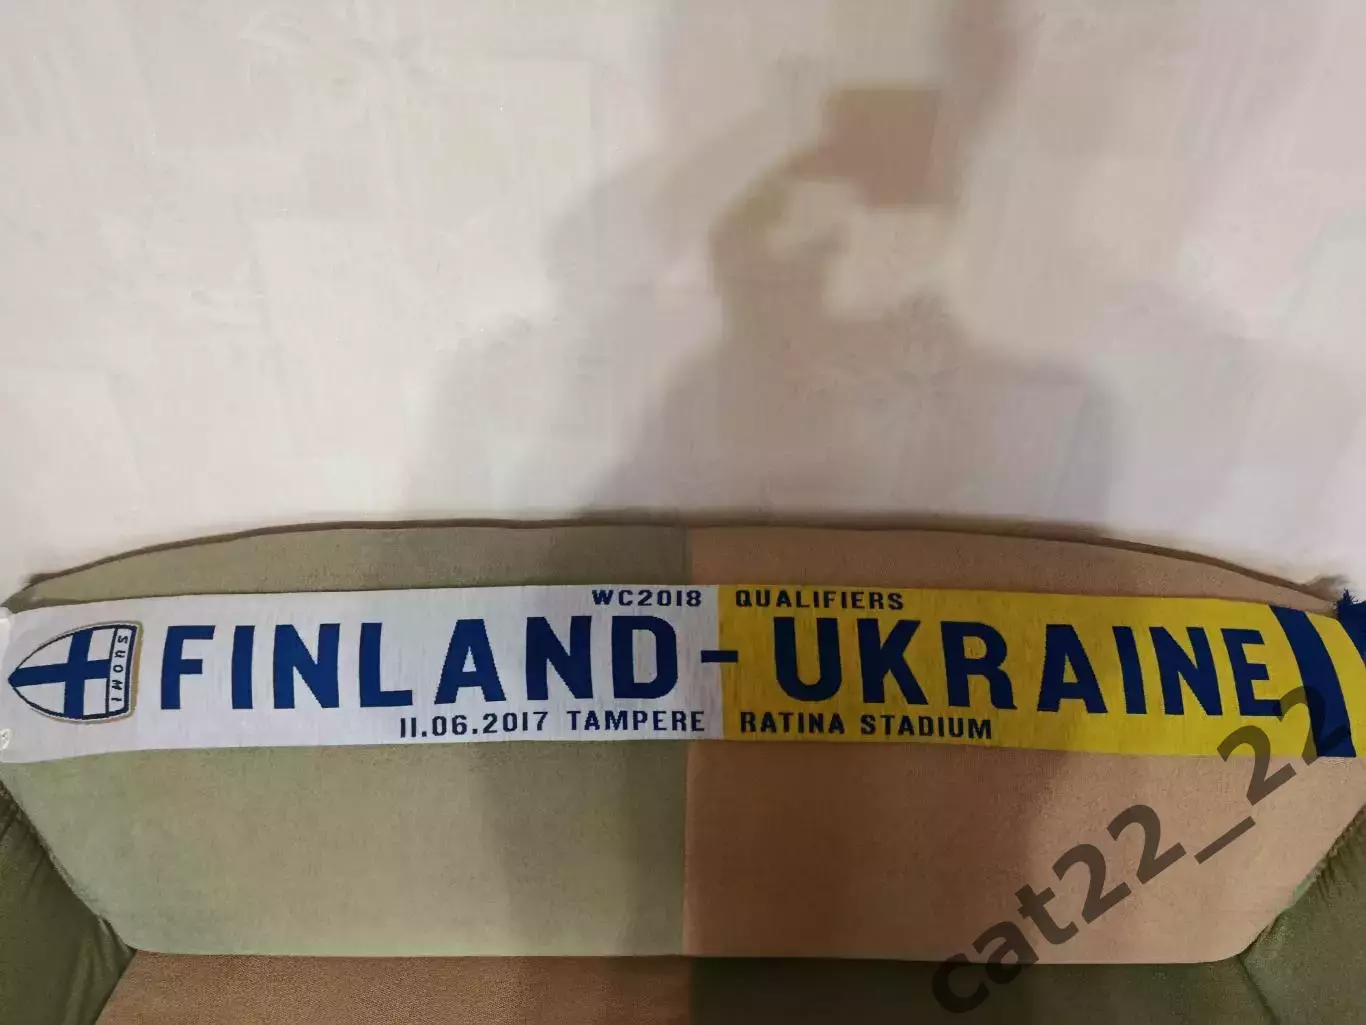 WC2018 QUALIFIERS
SUOMI
FINLAND - UKRAINE
11.06.2017 TAMPERE RATINA STADIUM
cat22_22